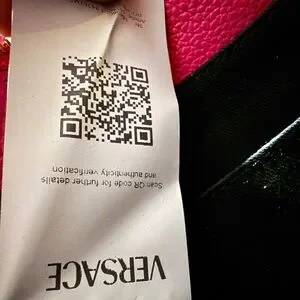 VERSACE
Scan QR code for further details
and authenticity verification